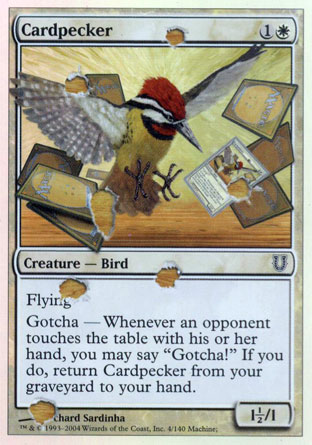 Cardpecker 1
Creature — Bird
Flying
Gotcha — Whenever an opponent
touches the table with his or her
hand, you may say “Gotcha!” If you
do, return Cardpecker from your
graveyard to your hand.
chard Sardinha
™ & © 1993–2004 Wizards of the Coast, Inc. 4/140 Machine,
1½/1